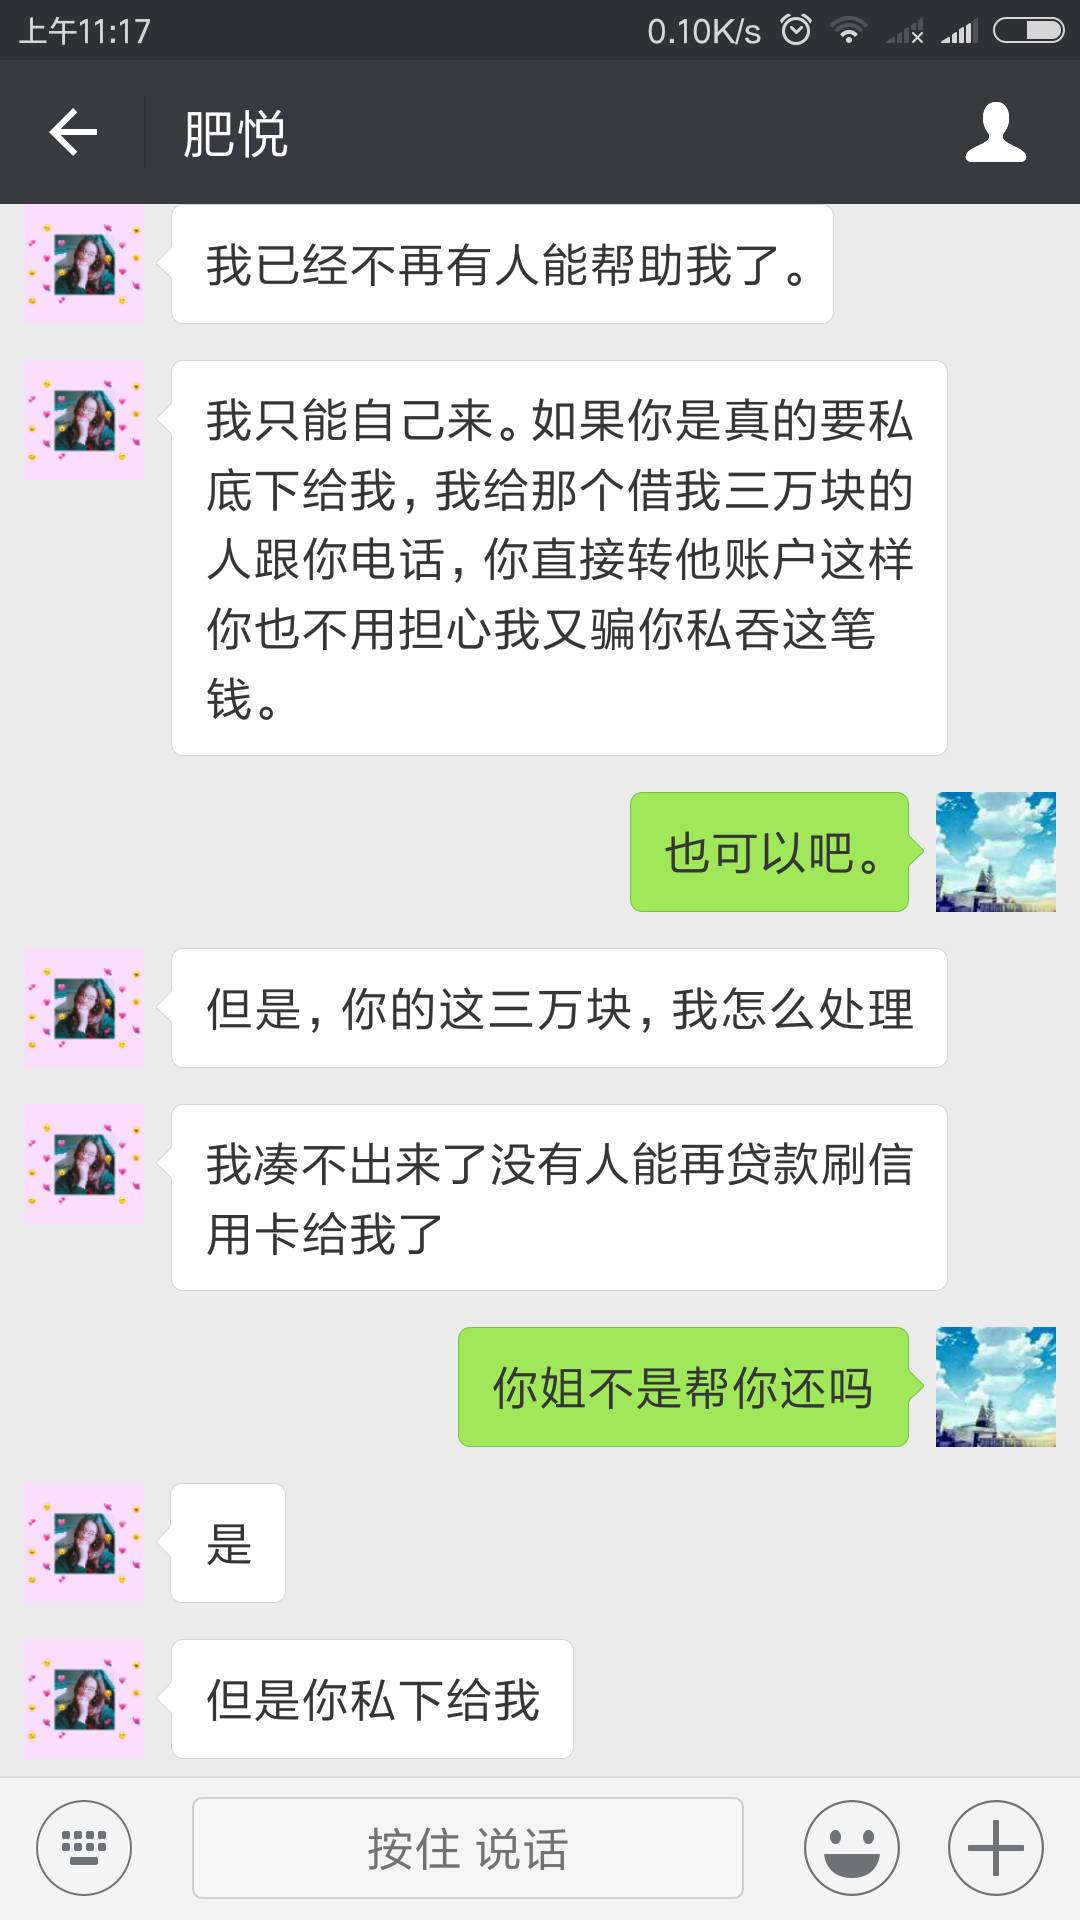 上午11:17
0.10K/s
肥悦
我已经不再有人能帮助我了。
我只能自己来。如果你是真的要私
底下给我，我给那个借我三万块的
人跟你电话，你直接转他账户这样
你也不用担心我又骗你私吞这笔
钱。
也可以吧。
但是，你的这三万块，我怎么处理
我凑不出来了没有人能再贷款刷信
用卡给我了
你姐不是帮你还吗
是
但是你私下给我
按住 说话